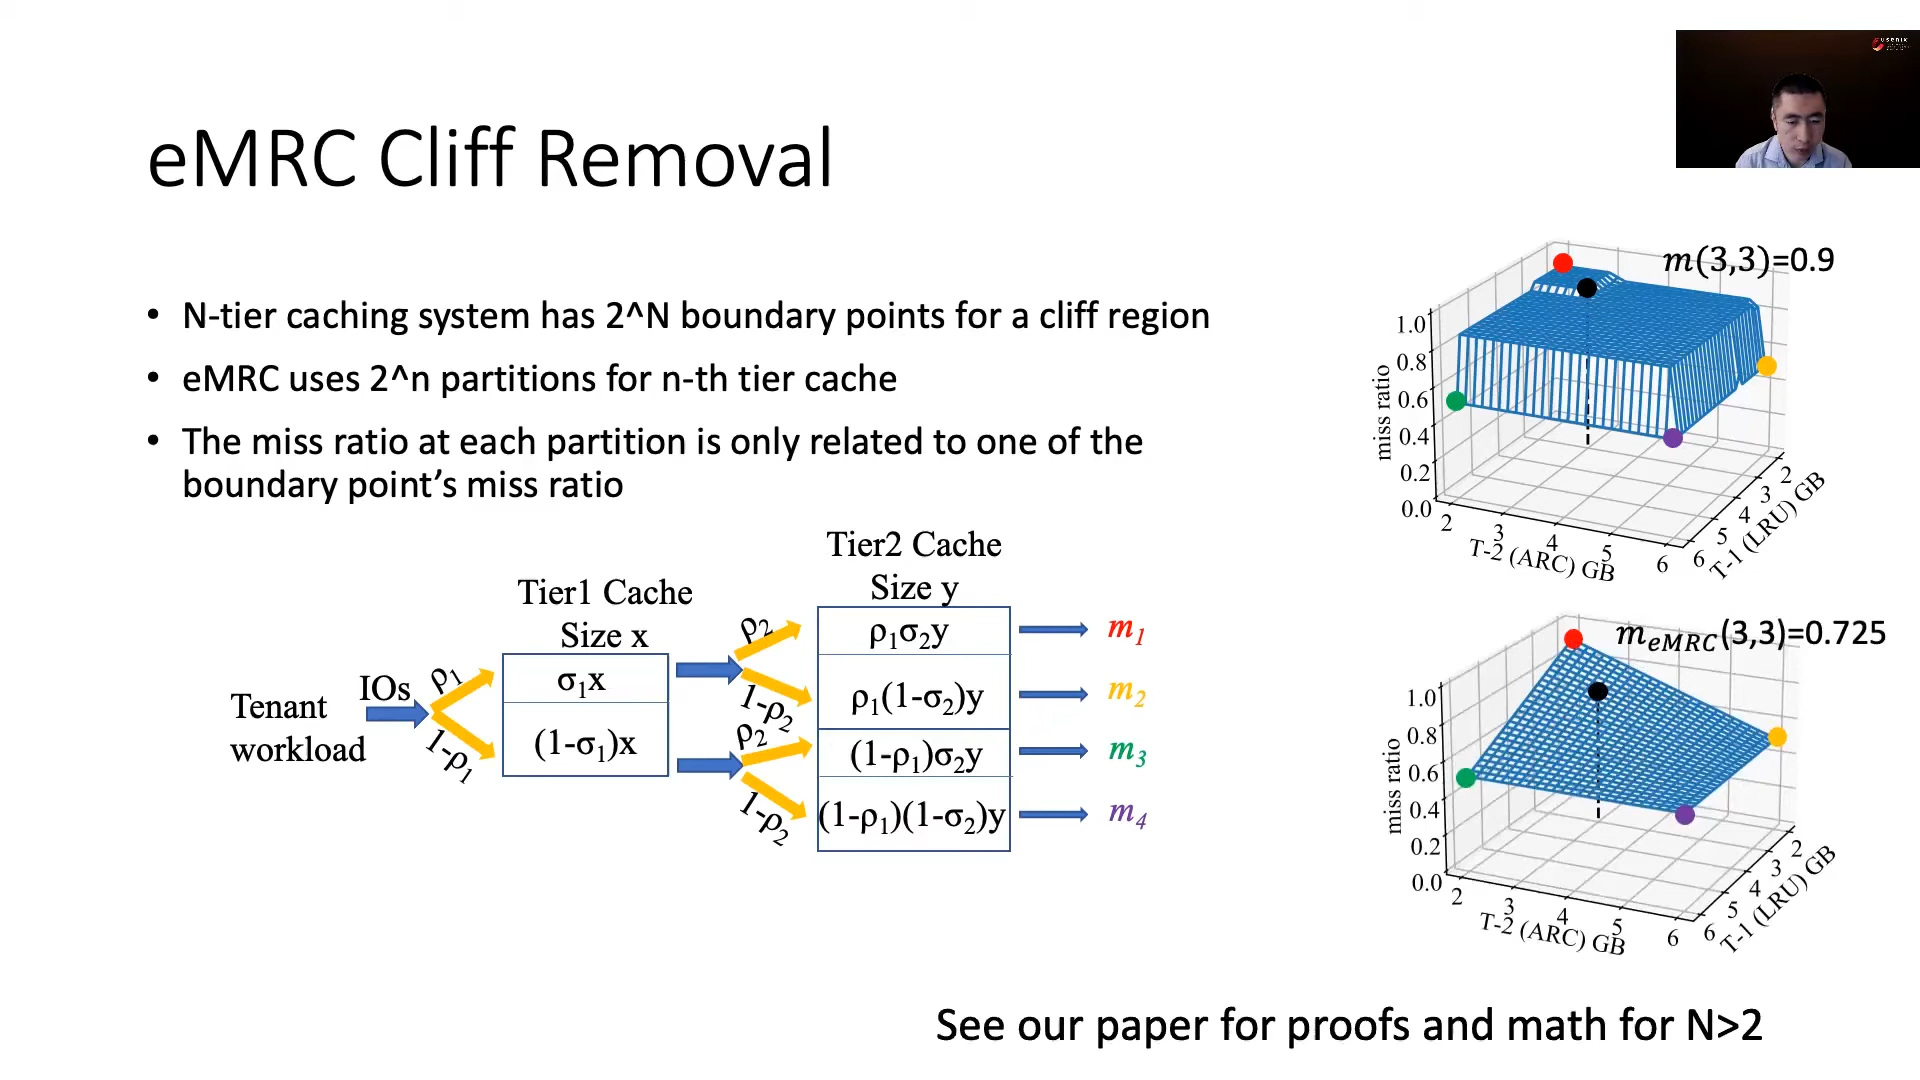 usenix
eMRC Cliff Removal
• N-tier caching system has 2^N boundary points for a cliff region
• eMRC uses 2^n partitions for n-th tier cache
• The miss ratio at each partition is only related to one of the
boundary point’s miss ratio
Tenant
workload
IOs
ρ₁
1-ρ₁
Tier1 Cache
Size x
σ₁x
(1-σ₁)x
ρ₂
1-ρ₂
ρ₂
1-ρ₂
Tier2 Cache
Size y
ρ₁σ₂y
ρ₁(1-σ₂)y
(1-ρ₁)σ₂y
(1-ρ₁)(1-σ₂)y
m₁
m₂
m₃
m₄
m(3,3)=0.9
miss ratio
1.0
0.8
0.6
0.4
0.2
0.0
2 3 4 5 6
T-2 (ARC) GB
6 5 4 3 2
T-1 (LRU) GB
m_eMRC(3,3)=0.725
miss ratio
1.0
0.8
0.6
0.4
0.2
0.0
2 3 4 5 6
T-2 (ARC) GB
6 5 4 3 2
T-1 (LRU) GB
See our paper for proofs and math for N>2